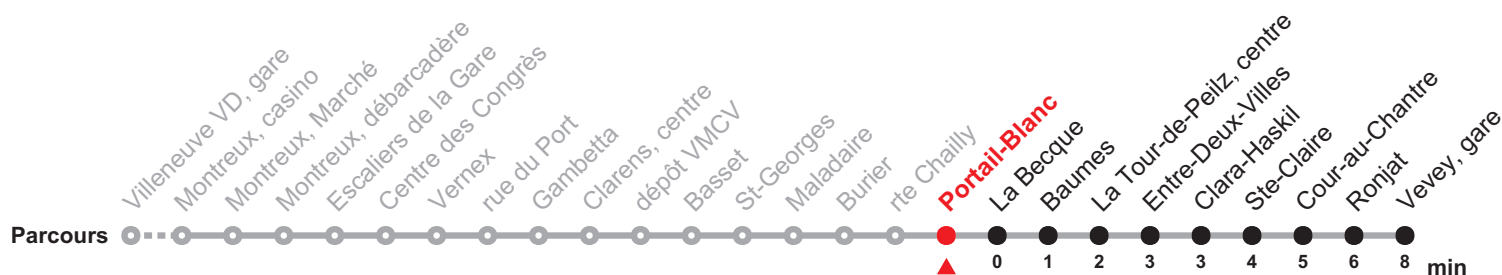 Villeneuve VD, gare
Montreux, casino
Montreux, Marché
Montreux, débarcadère
Escaliers de la Gare
Centre des Congrès
Vernex
rue du Port
Gambetta
Clarens, centre
dépôt VMCV
Basset
St-Georges
Maladaire
Burier
rte Chailly
Portail-Blanc
La Becque
Baumes
La Tour-de-Peilz, centre
Entre-Deux-Villes
Clara-Haskil
Ste-Claire
Cour-au-Chantre
Ronjat
Vevey, gare
Parcours
0 1 2 3 3 4 5 6 8 min